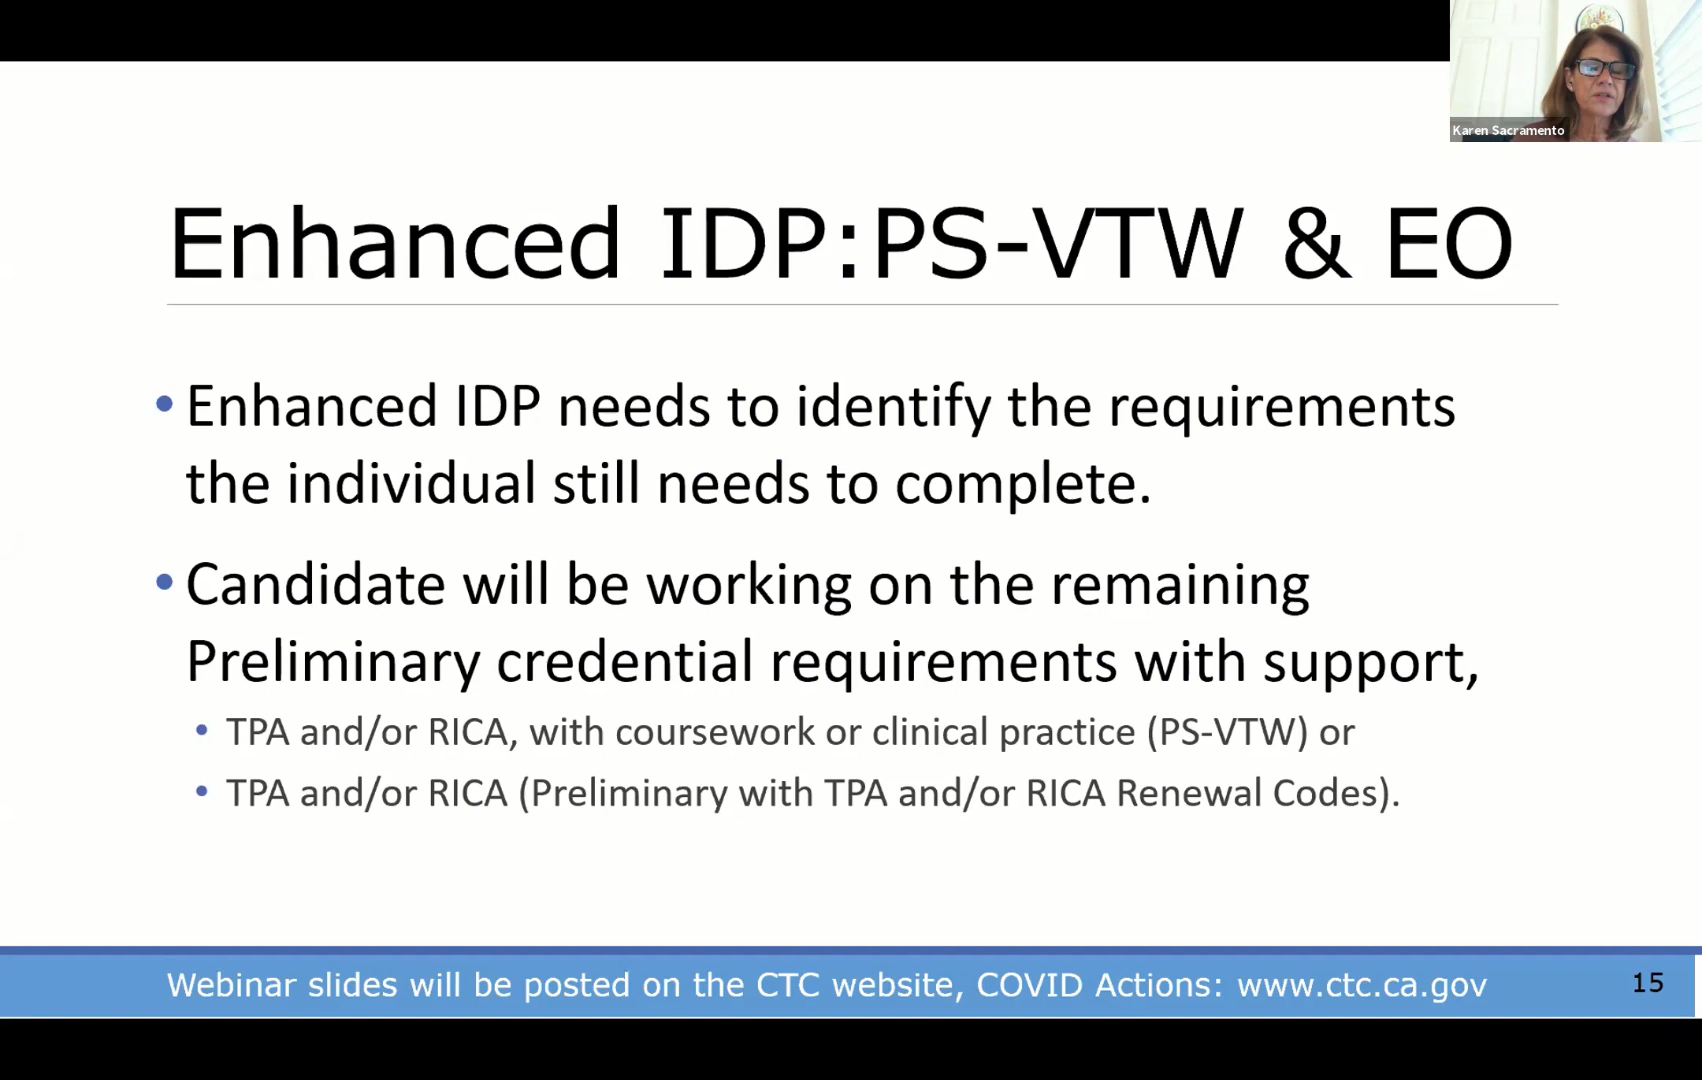 Karen Sacramento
Enhanced IDP:PS-VTW & EO
• Enhanced IDP needs to identify the requirements
the individual still needs to complete.
• Candidate will be working on the remaining
Preliminary credential requirements with support,
• TPA and/or RICA, with coursework or clinical practice (PS-VTW) or
• TPA and/or RICA (Preliminary with TPA and/or RICA Renewal Codes).
Webinar slides will be posted on the CTC website, COVID Actions: www.ctc.ca.gov
15